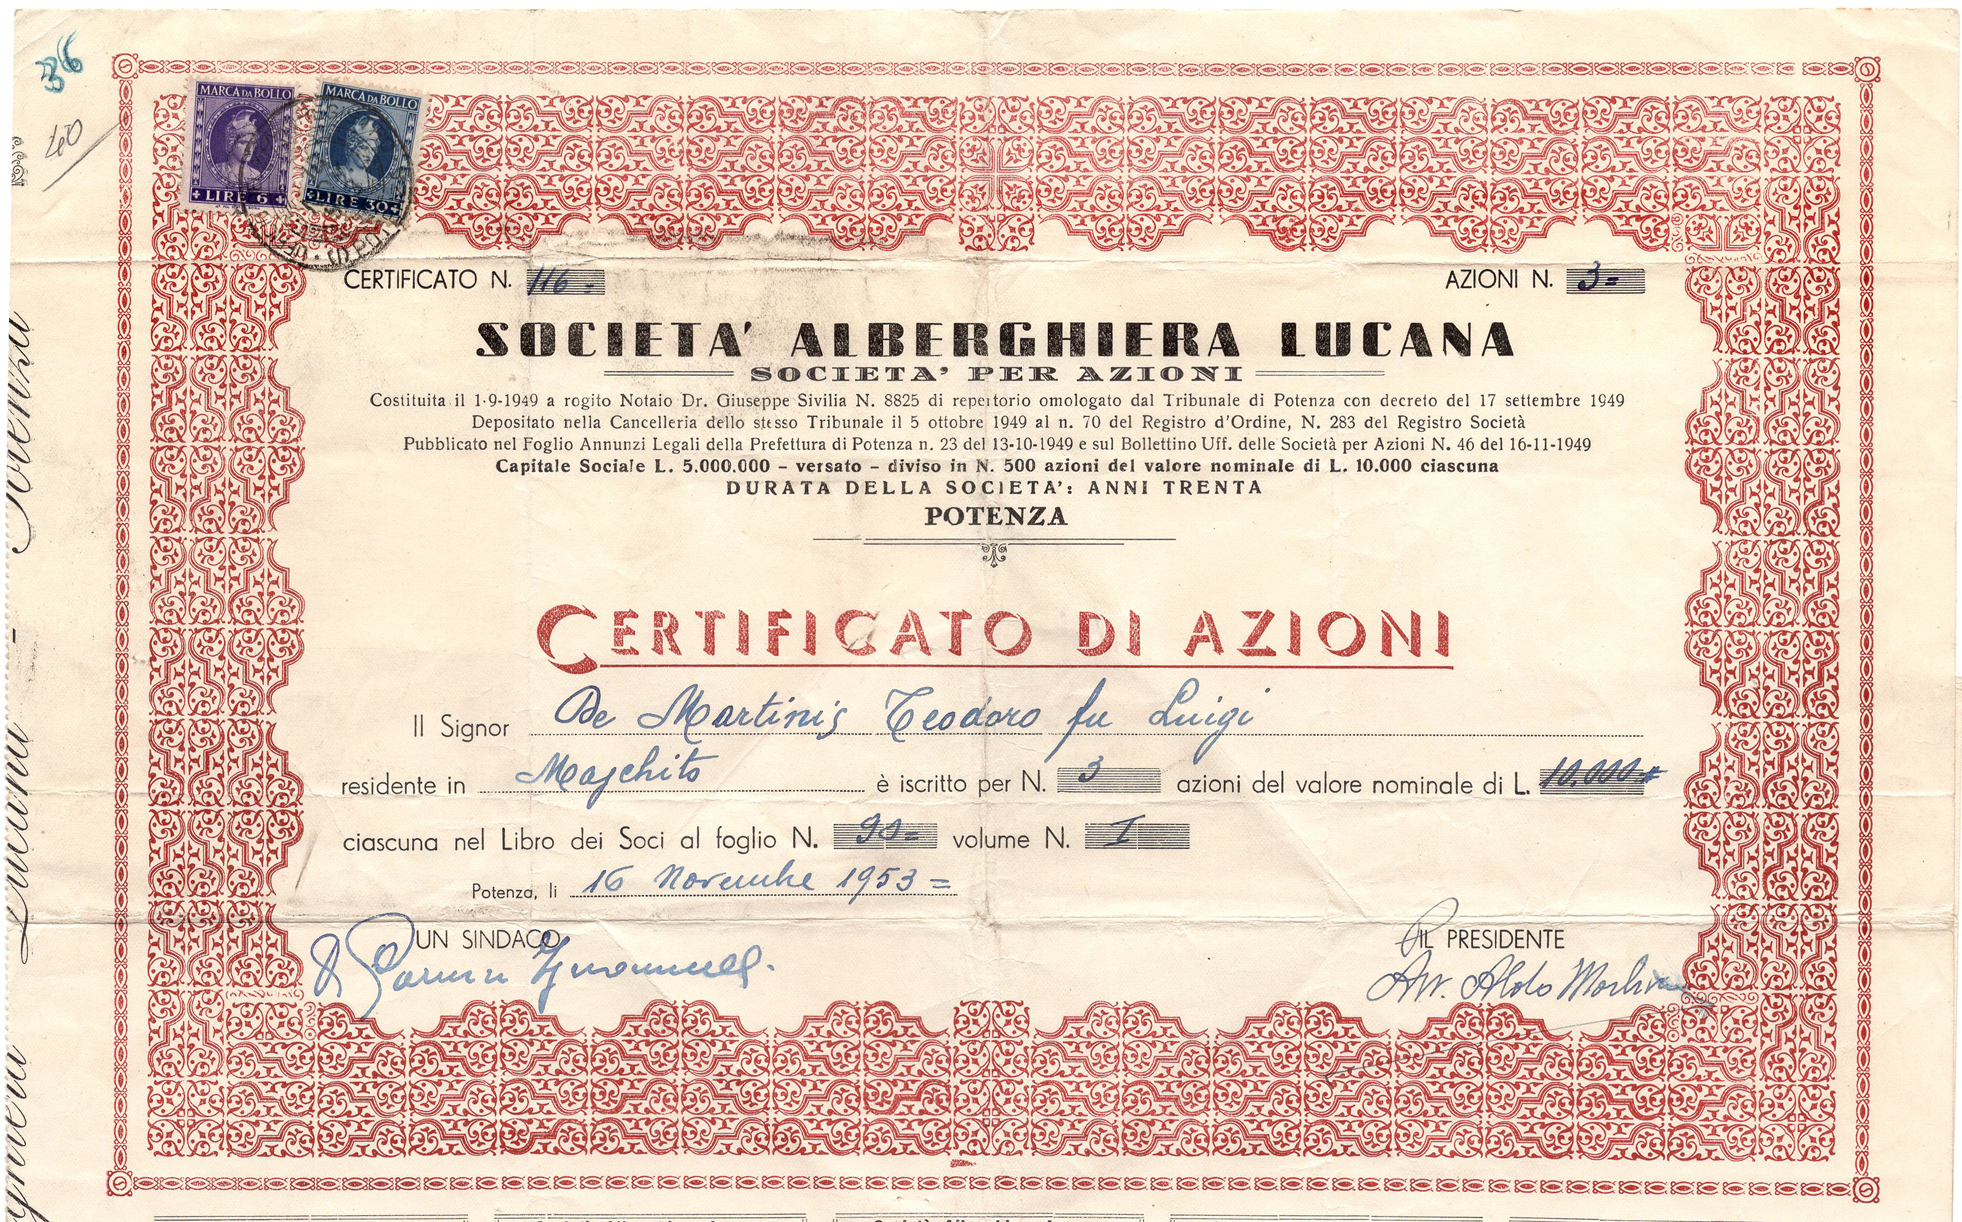 36
40
MARCA DA BOLLO MARCA DA BOLLO
LIRE 6 LIRE 30
CERTIFICATO N. 116 - AZIONI N. 3=
SOCIETA' ALBERGHIERA LUCANA
SOCIETA' PER AZIONI
Costituita il 1-9-1949 a rogito Notaio Dr. Giuseppe Sivilia N. 8825 di repertorio omologato dal Tribunale di Potenza con decreto del 17 settembre 1949
Depositato nella Cancelleria dello stesso Tribunale il 5 ottobre 1949 al n. 70 del Registro d'Ordine, N. 283 del Registro Società
Pubblicato nel Foglio Annunzi Legali della Prefettura di Potenza n. 23 del 13-10-1949 e sul Bollettino Uff. delle Società per Azioni N. 46 del 16-11-1949
Capitale Sociale L. 5.000.000 - versato - diviso in N. 500 azioni del valore nominale di L. 10.000 ciascuna
DURATA DELLA SOCIETA': ANNI TRENTA
POTENZA
CERTIFICATO DI AZIONI
Il Signor De Martinis Teodoro fu Luigi
residente in Maschito è iscritto per N. 3 azioni del valore nominale di L. 10.000
ciascuna nel Libro dei Soci al foglio N. 90= volume N. I
Potenza, li 16 Novembre 1953=
UN SINDACO IL PRESIDENTE
Avv. Aldo